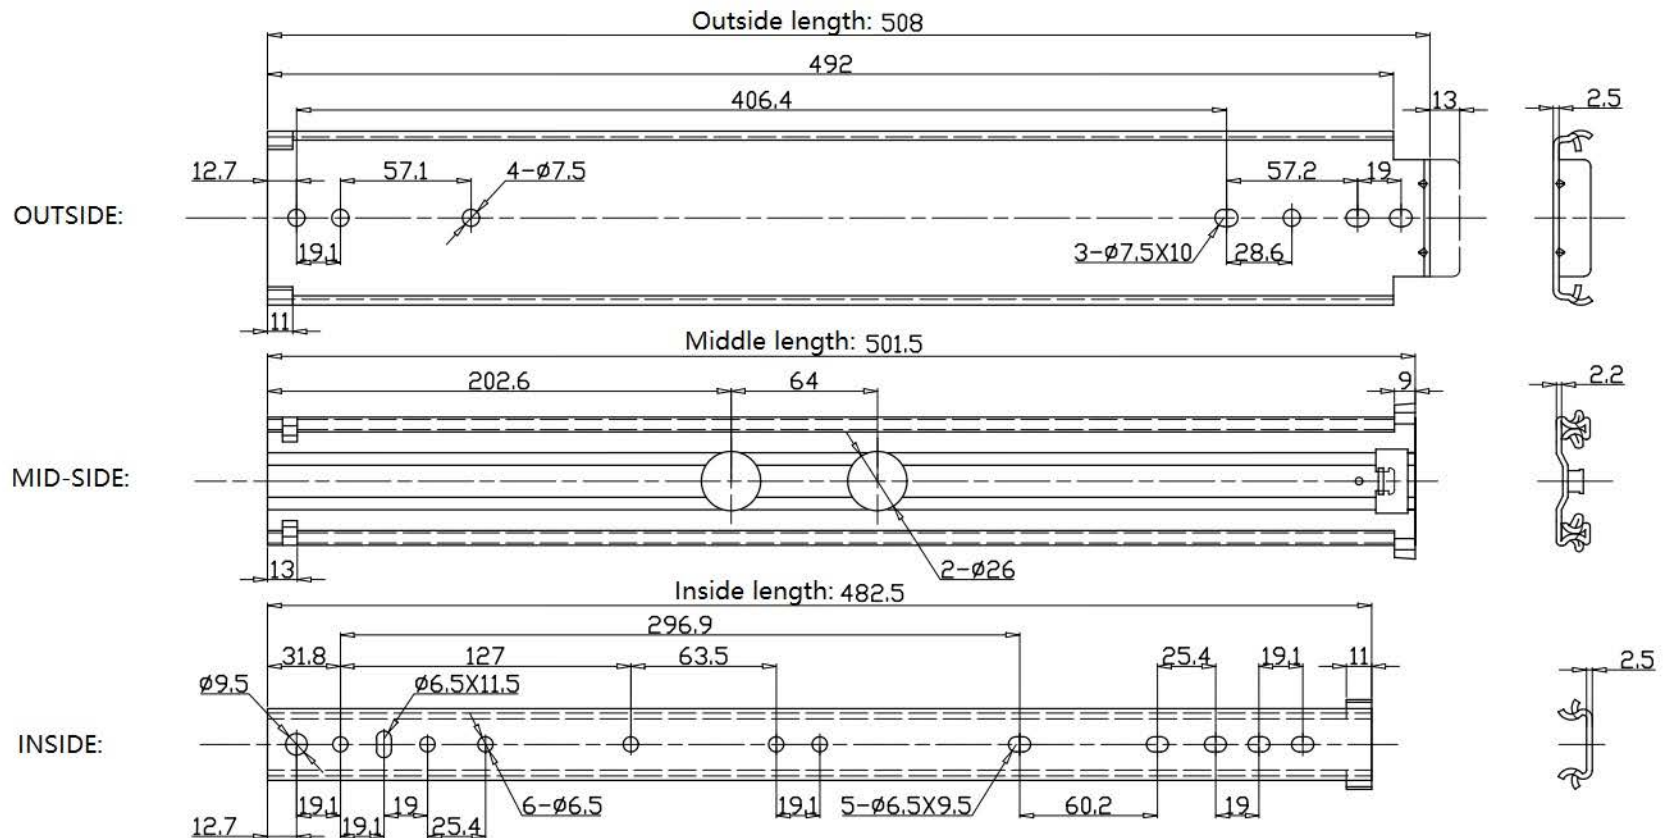 Outside length: 508
492
406.4
13
2.5
12.7
57.1
4-Ø7.5
57.2
19
OUTSIDE:
19.1
3-Ø7.5X10
28.6
11
Middle length: 501.5
202.6
64
9
2.2
MID-SIDE:
13
2-Ø26
Inside length: 482.5
296.9
31.8
127
63.5
25.4
19.1
11
2.5
Ø9.5
Ø6.5X11.5
INSIDE:
19.1
19
6-Ø6.5
19.1
5-Ø6.5X9.5
60.2
19
12.7
19.1
25.4